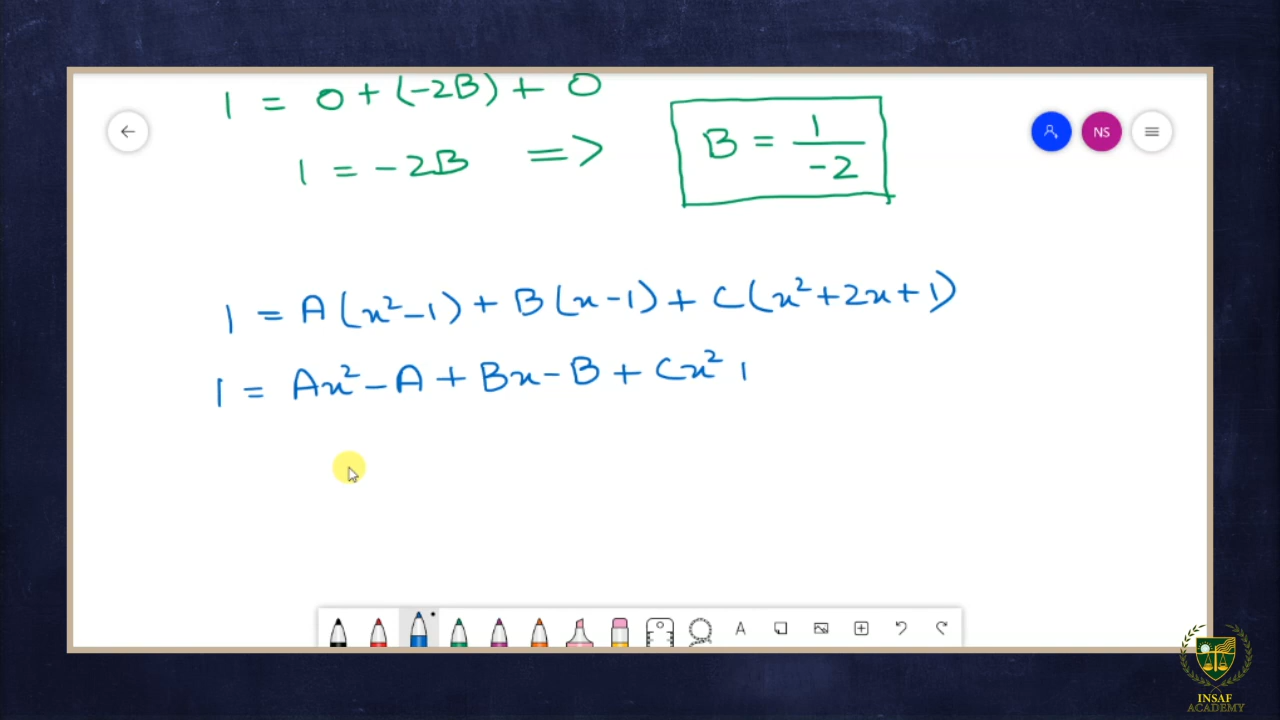 1 = 0 + (-2B) + 0
1 = -2B => B = 1/-2
NS
1 = A(x²-1) + B(x-1) + C(x²+2x+1)
1 = Ax² - A + Bx - B + Cx² ı
A
INSAF
ACADEMY